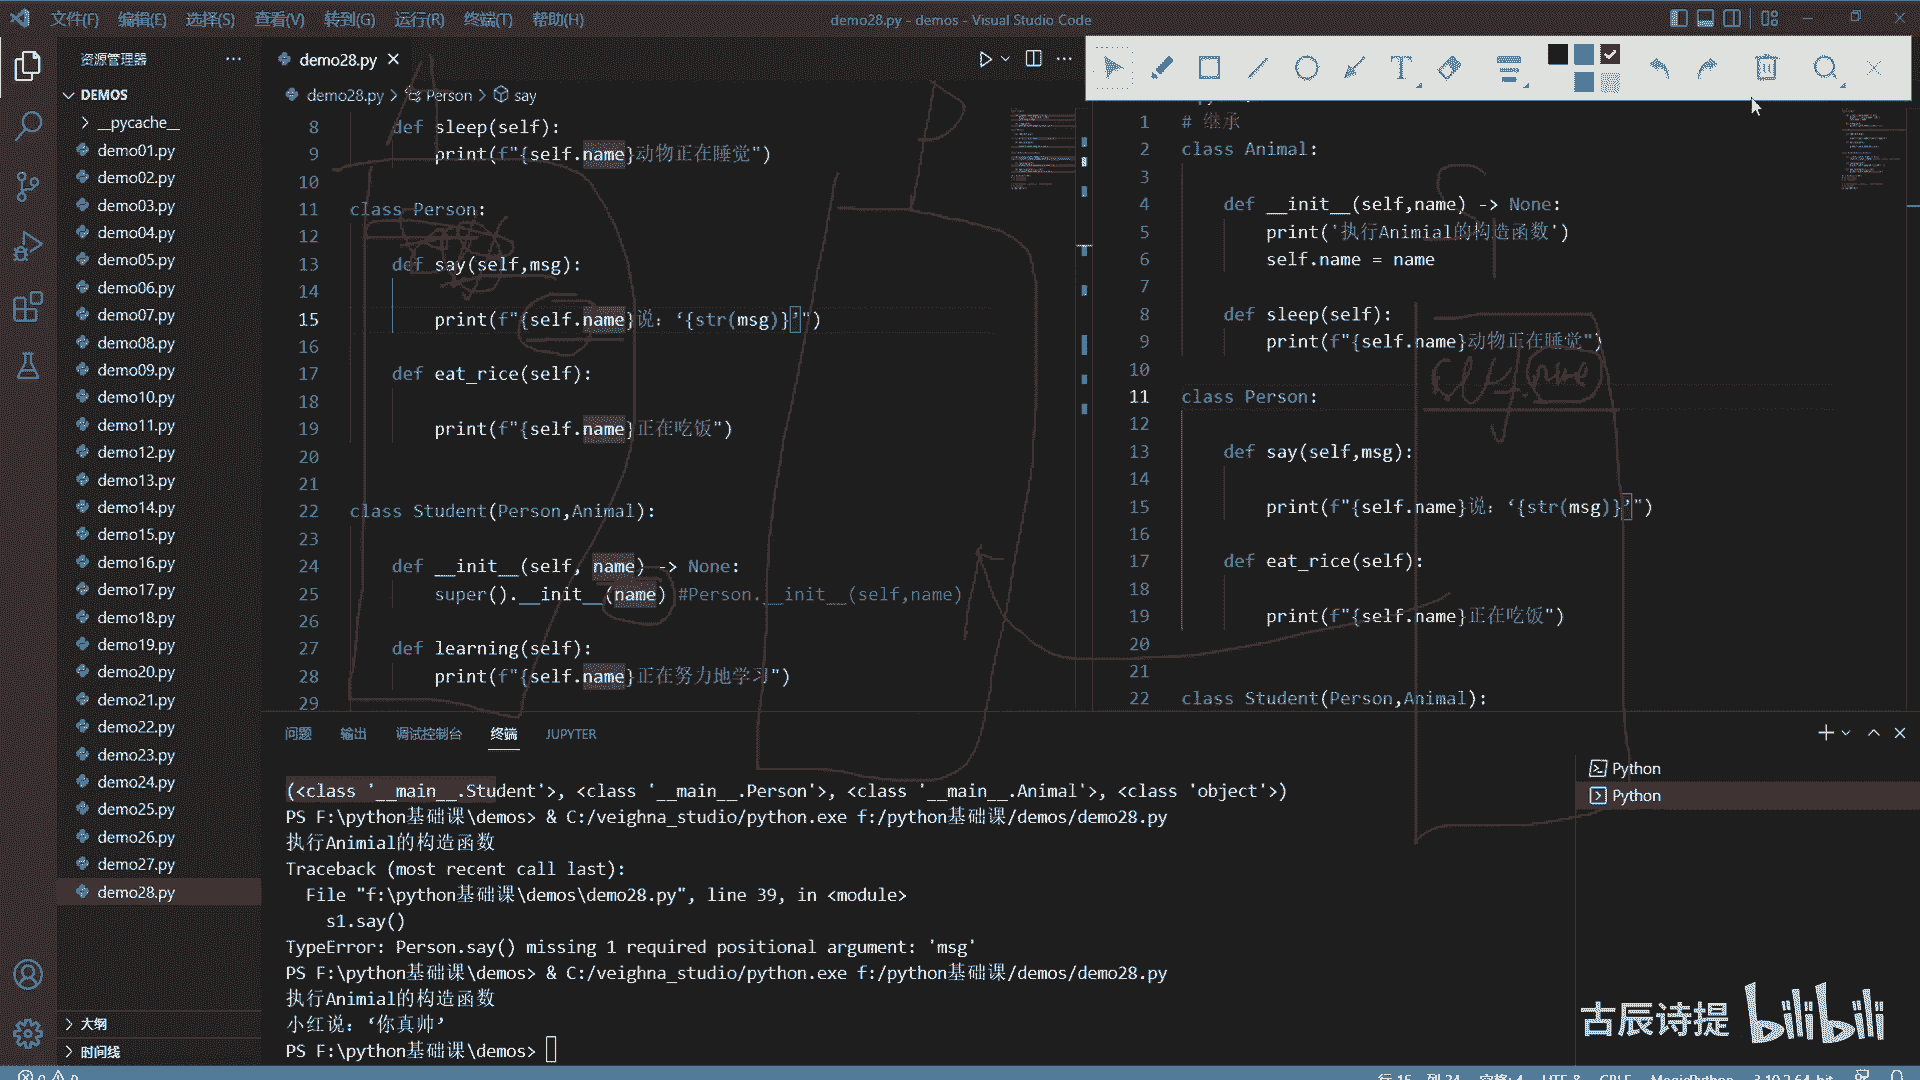 文件(F) 编辑(E) 选择(S) 查看(V) 转到(G) 运行(R) 终端(T) 帮助(H) demo28.py - demos - Visual Studio Code
资源管理器 ···
DEMOS
__pycache__
demo01.py
demo02.py
demo03.py
demo04.py
demo05.py
demo06.py
demo07.py
demo08.py
demo09.py
demo10.py
demo11.py
demo12.py
demo13.py
demo14.py
demo15.py
demo16.py
demo17.py
demo18.py
demo19.py
demo20.py
demo21.py
demo22.py
demo23.py
demo24.py
demo25.py
demo26.py
demo27.py
demo28.py
大纲
时间线
demo28.py
demo28.py > Person > say
8 def sleep(self):
9 print(f"{self.name}动物正在睡觉")
10
11 class Person:
12
13 def say(self,msg):
14
15 print(f"{self.name}说：‘{str(msg)}’")
16
17 def eat_rice(self):
18
19 print(f"{self.name}正在吃饭")
20
21
22 class Student(Person,Animal):
23
24 def __init__(self, name) -> None:
25 super().__init__(name) #Person.__init__(self,name)
26
27 def learning(self):
28 print(f"{self.name}正在努力地学习")
29
1 # 继承
2 class Animal:
3
4 def __init__(self,name) -> None:
5 print('执行Animial的构造函数')
6 self.name = name
7
8 def sleep(self):
9 print(f"{self.name}动物正在睡觉")
10
11 class Person:
12
13 def say(self,msg):
14
15 print(f"{self.name}说：‘{str(msg)}’")
16
17 def eat_rice(self):
18
19 print(f"{self.name}正在吃饭")
20
21
22 class Student(Person,Animal):
问题 输出 调试控制台 终端 JUPYTER
(<class '__main__.Student'>, <class '__main__.Person'>, <class '__main__.Animal'>, <class 'object'>)
PS F:\python基础课\demos> & C:/veighna_studio/python.exe f:/python基础课/demos/demo28.py
执行Animial的构造函数
Traceback (most recent call last):
File "f:\python基础课\demos\demo28.py", line 39, in <module>
s1.say()
TypeError: Person.say() missing 1 required positional argument: 'msg'
PS F:\python基础课\demos> & C:/veighna_studio/python.exe f:/python基础课/demos/demo28.py
执行Animial的构造函数
小红说：‘你真帅’
PS F:\python基础课\demos>
Python
Python
古辰诗提 bilibili